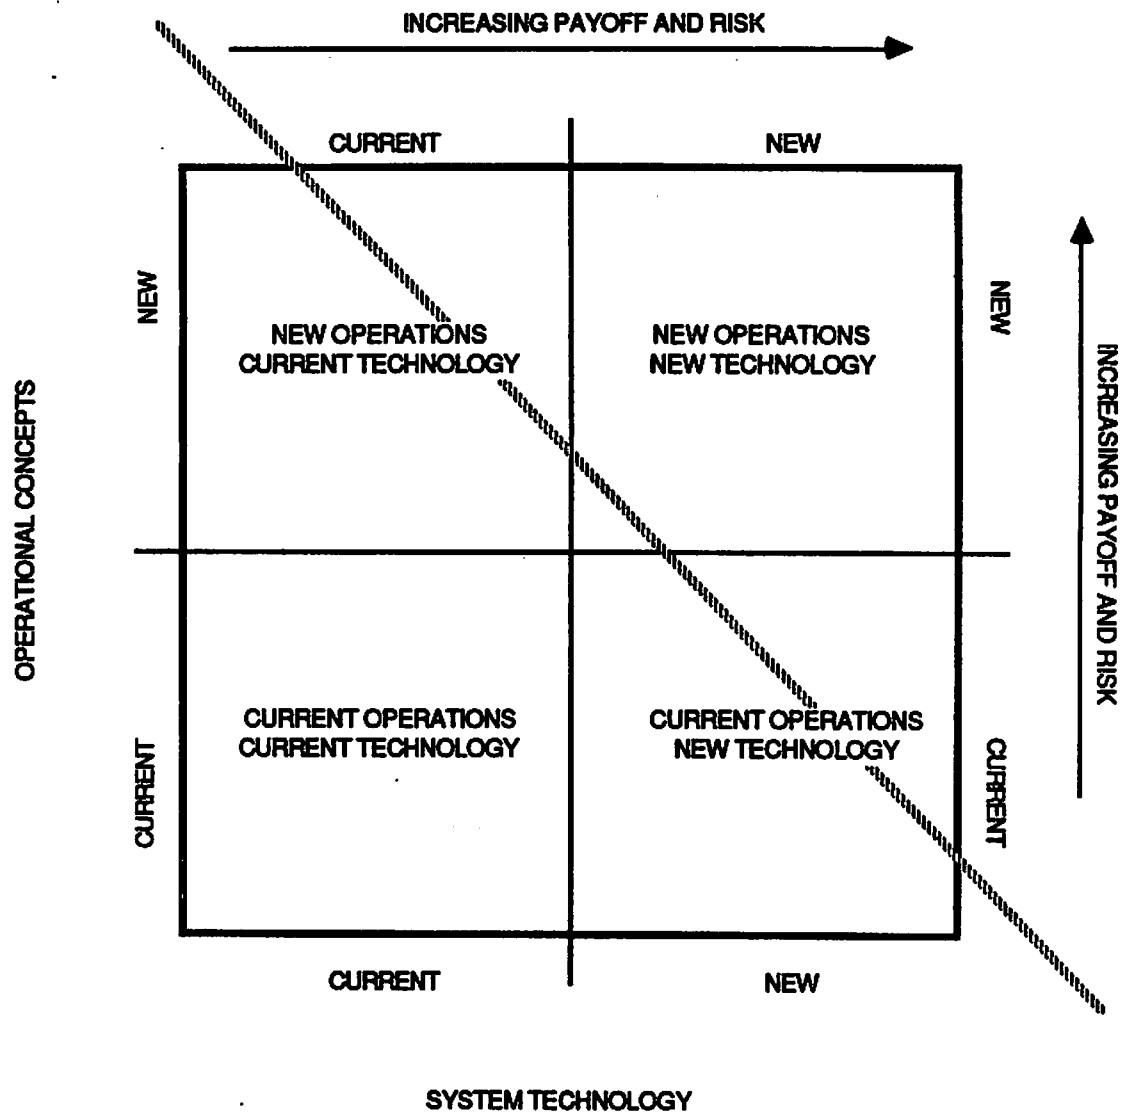 INCREASING PAYOFF AND RISK
CURRENT
NEW
NEW
NEW
NEW OPERATIONS
CURRENT TECHNOLOGY
NEW OPERATIONS
NEW TECHNOLOGY
OPERATIONAL CONCEPTS
INCREASING PAYOFF AND RISK
CURRENT OPERATIONS
CURRENT TECHNOLOGY
CURRENT OPERATIONS
NEW TECHNOLOGY
CURRENT
CURRENT
CURRENT
NEW
SYSTEM TECHNOLOGY